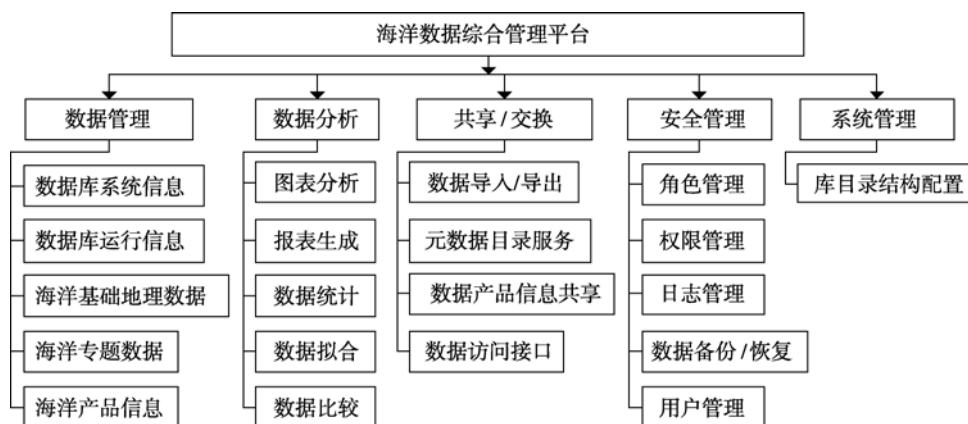 海洋数据综合管理平台
数据管理
数据分析
共享/交换
安全管理
系统管理
数据库系统信息
数据库运行信息
海洋基础地理数据
海洋专题数据
海洋产品信息
图表分析
报表生成
数据统计
数据拟合
数据比较
数据导入/导出
元数据目录服务
数据产品信息共享
数据访问接口
角色管理
权限管理
日志管理
数据备份/恢复
用户管理
库目录结构配置